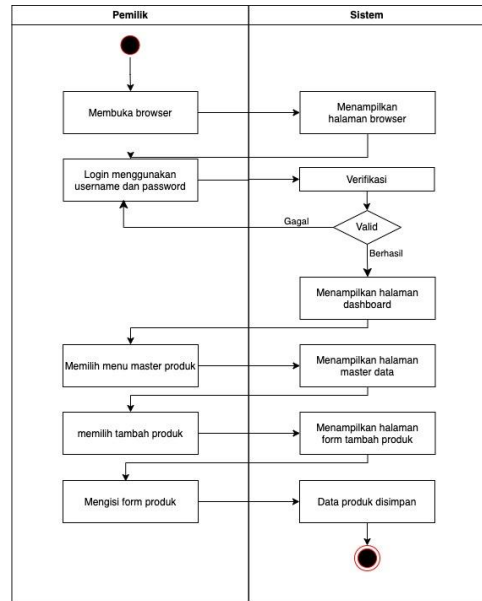 Pemilik
Sistem
Membuka browser
Menampilkan
halaman browser
Login menggunakan
username dan password
Verifikasi
Gagal
Valid
Berhasil
Menampilkan halaman
dashboard
Memilih menu master produk
Menampilkan halaman
master data
memilih tambah produk
Menampilkan halaman
form tambah produk
Mengisi form produk
Data produk disimpan